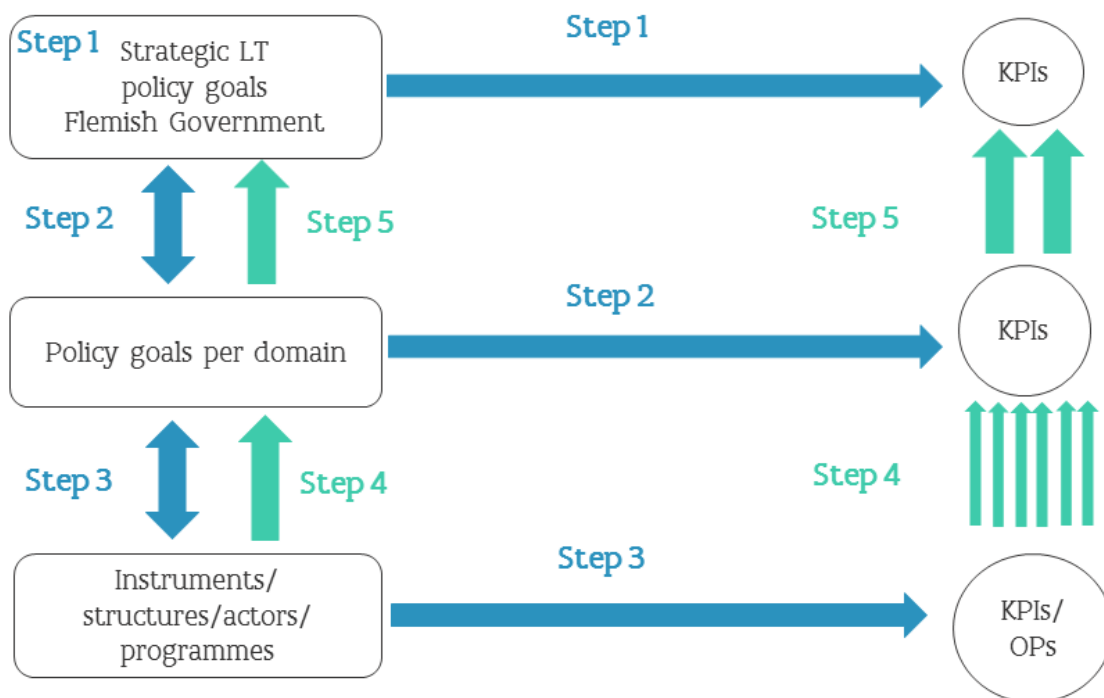 Step 1
Step 1
Strategic LT
policy goals
Flemish Government
KPIs
Step 2
Step 5
Step 5
Step 2
Policy goals per domain
KPIs
Step 3
Step 4
Step 4
Step 3
Instruments/
structures/actors/
programmes
KPIs/
OPs